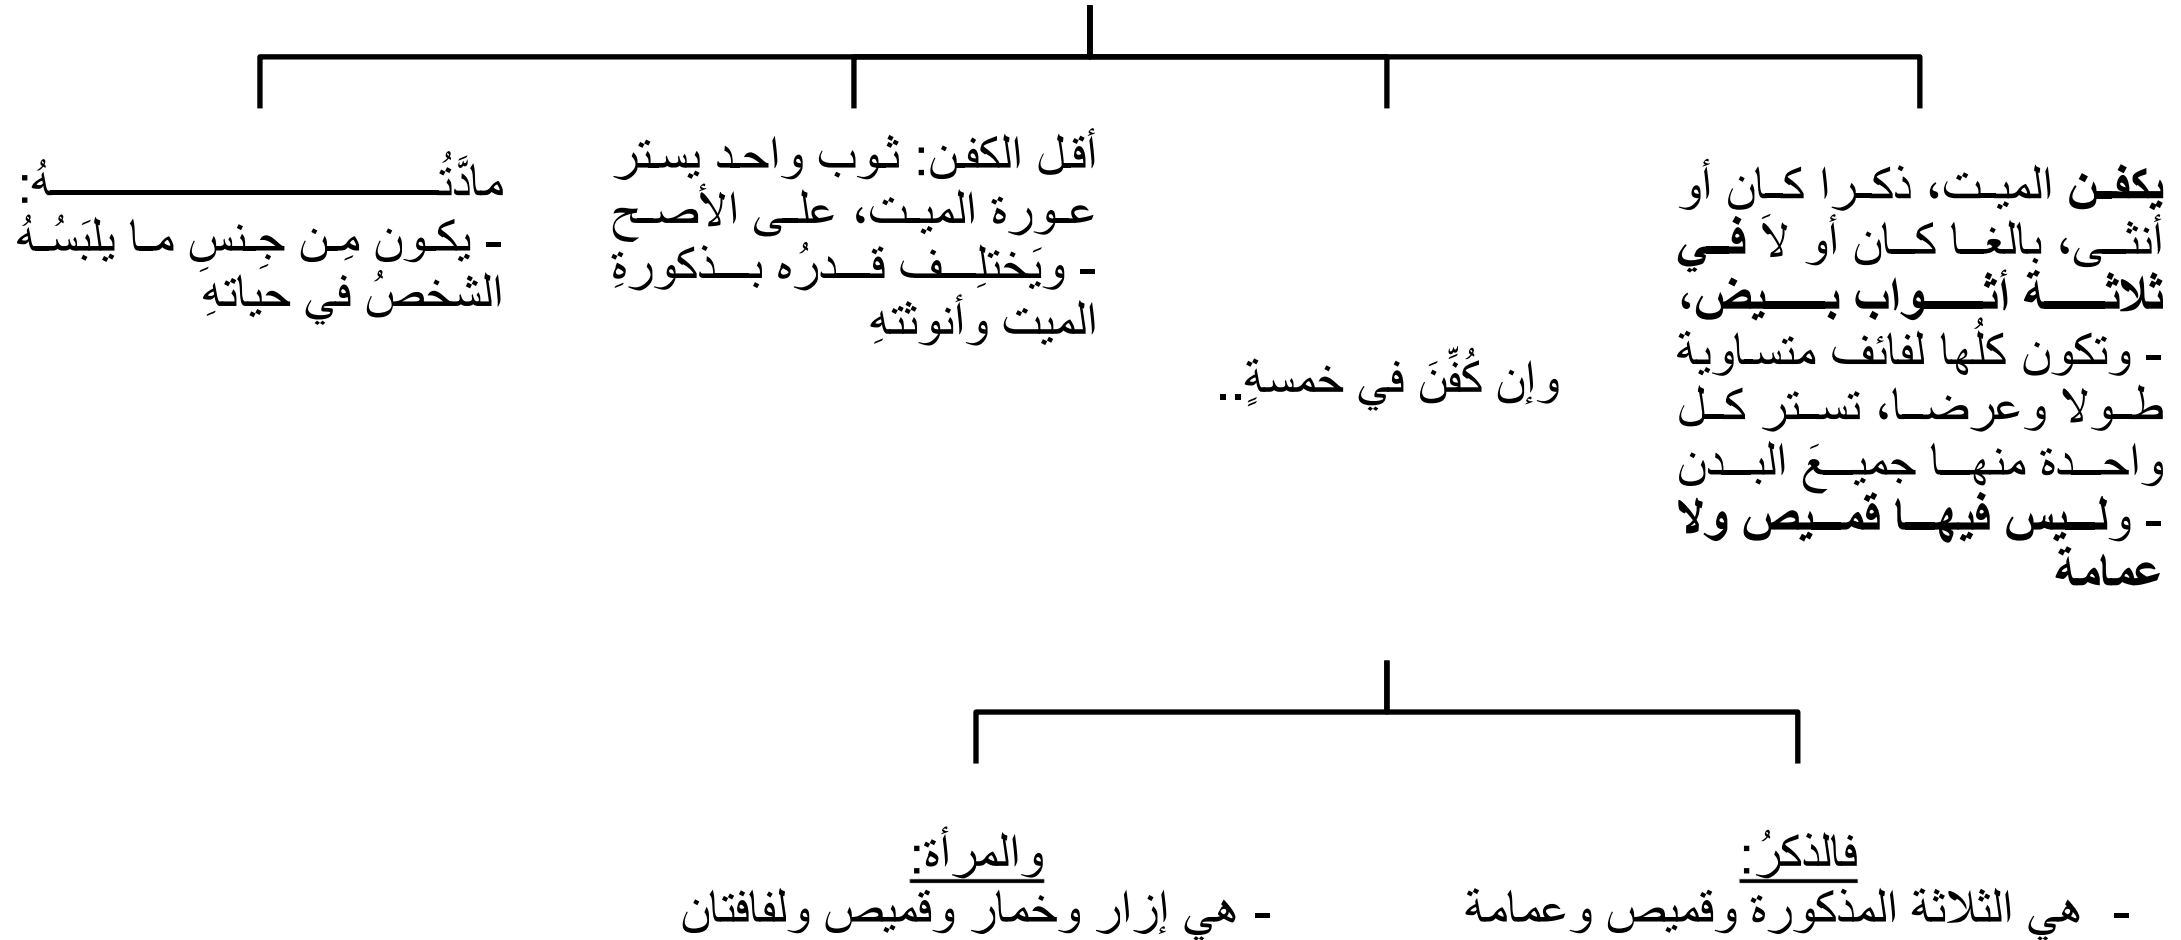 يكفن الميت، ذكرا كان أو
أنثى، بالغا كان أو لاَ في
ثلاثة أثواب بيض،
- وتكون كلُها لفائف متساوية
طولا وعرضا، تستر كل
واحدة منها جميعَ البدن
- وليس فيها قميص ولا
عمامة
وإن كُفِّنَ في خمسةٍ..
أقل الكفن: ثوب واحد يستر
عورة الميت، على الأصح
- ويَختلِف قدرُه بذكورةِ
الميت وأنوثتهِ
مادَّتُهُ:
- يكون مِن جِنسِ ما يلبَسُهُ
الشخصُ في حياتهِ
فالذكرُ:
- هي الثلاثة المذكورة وقميص وعمامة
والمرأة:
- هي إزار وخمار وقميص ولفافتان